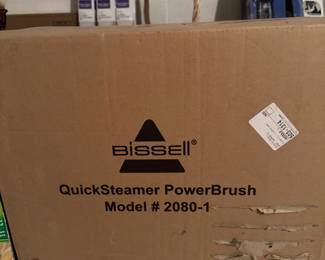 BISSELL®
QuickSteamer PowerBrush
Model # 2080-1